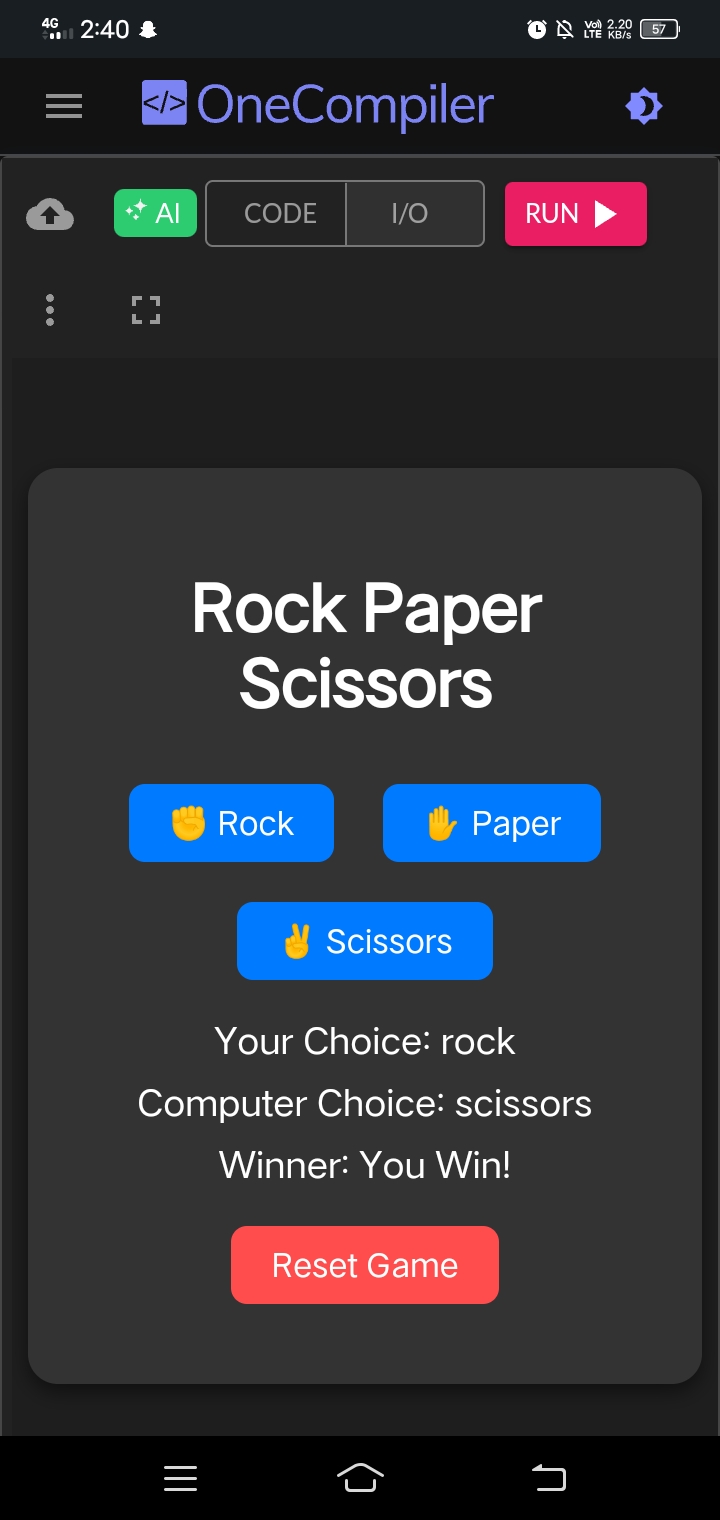 4G 2:40 Vo) LTE 2.20 KB/s 57
</> OneCompiler
AI CODE I/O RUN
Rock Paper
Scissors
✊ Rock ✋ Paper
✌ Scissors
Your Choice: rock
Computer Choice: scissors
Winner: You Win!
Reset Game